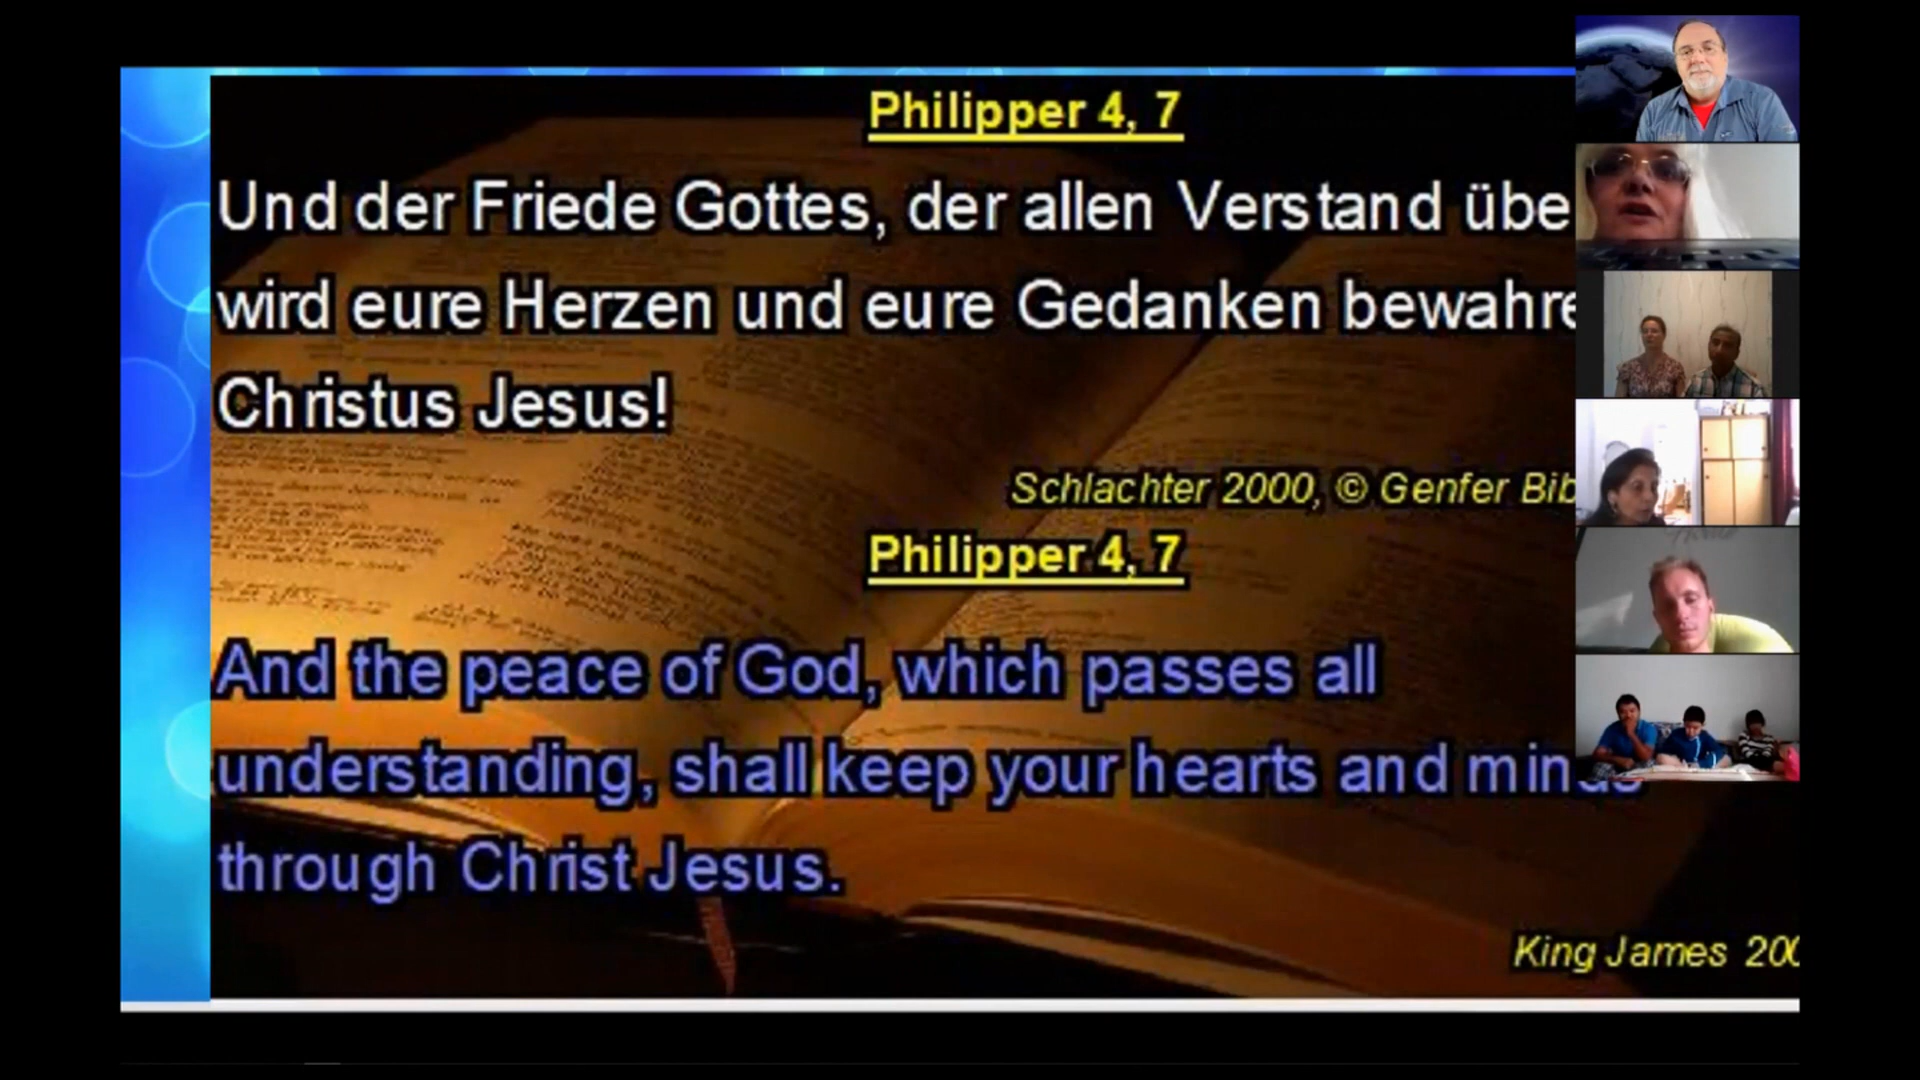 Philipper 4, 7
Und der Friede Gottes, der allen Verstand übe
wird eure Herzen und eure Gedanken bewahre
Christus Jesus!
Schlachter 2000, © Genfer Bib
Philipper 4, 7
And the peace of God, which passes all
understanding, shall keep your hearts and minds
through Christ Jesus.
King James 200